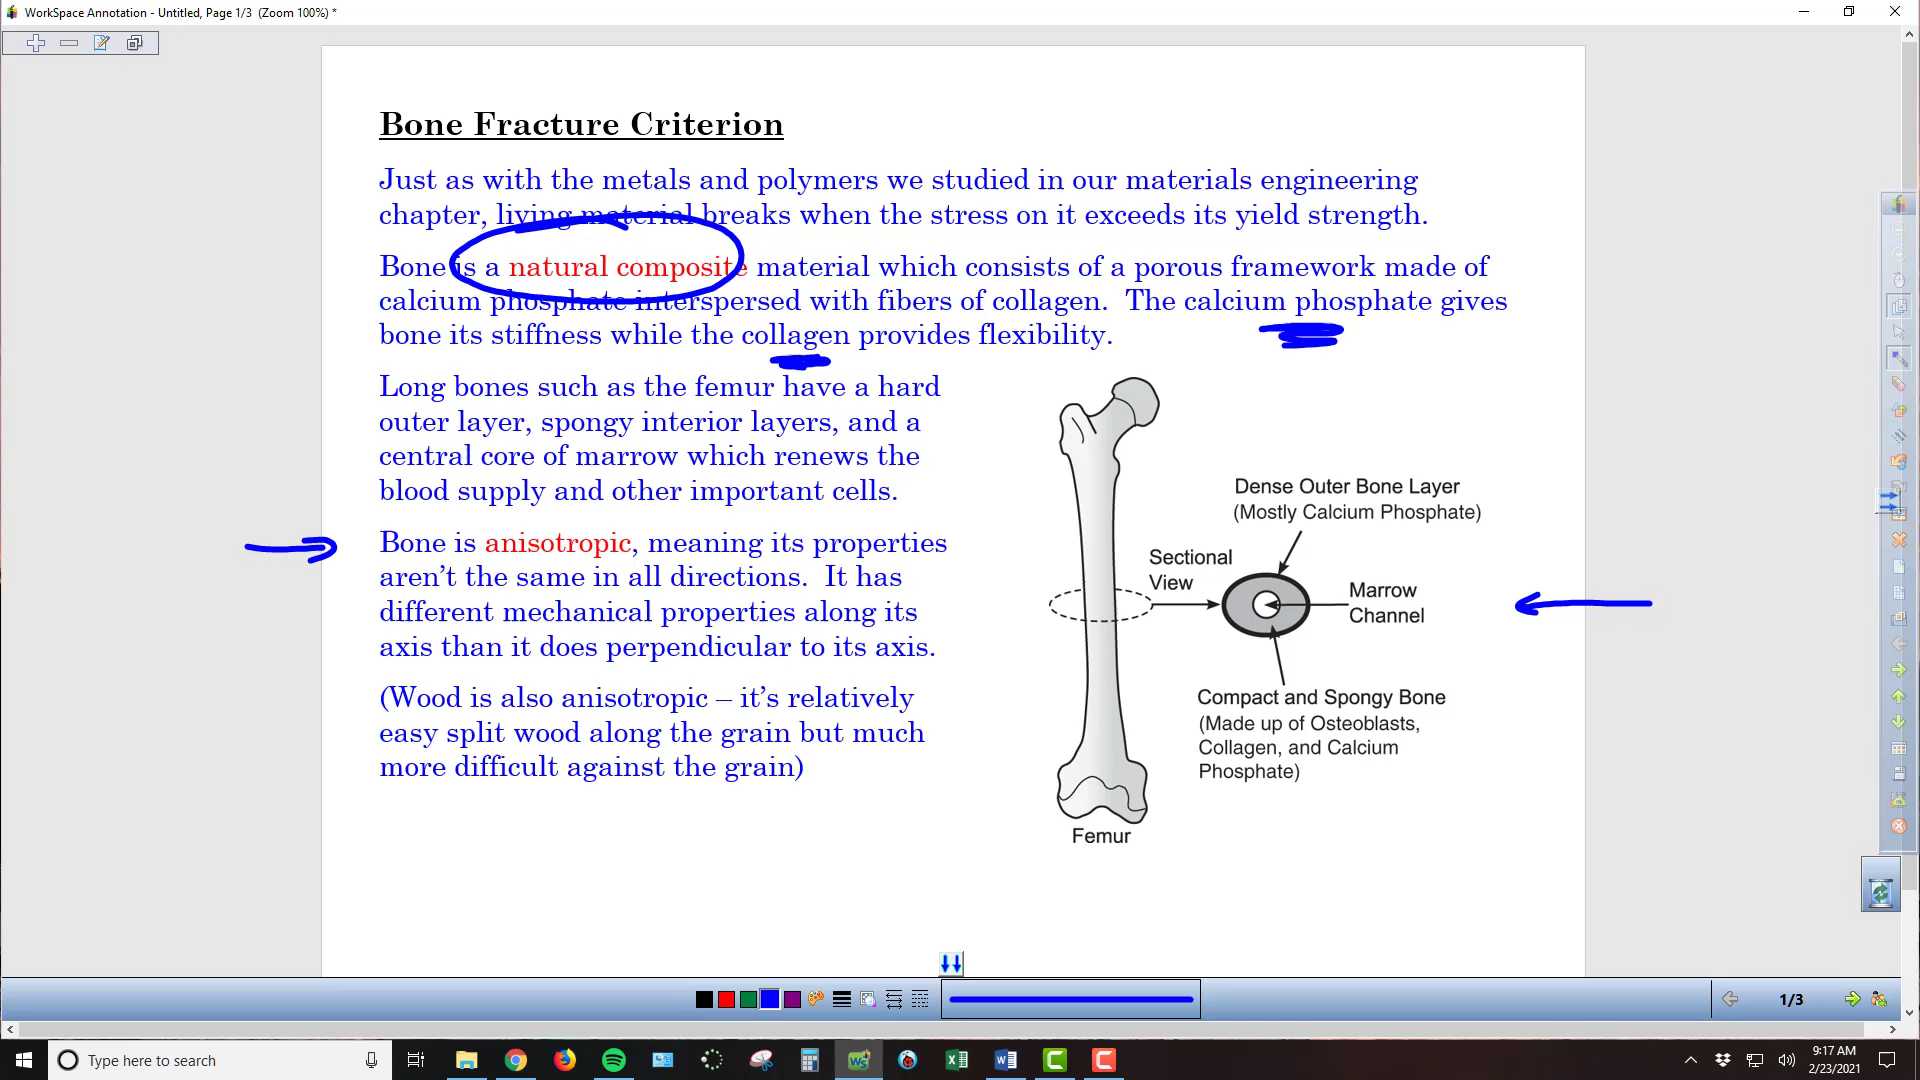 WorkSpace Annotation - Untitled, Page 1/3 (Zoom 100%) *
Bone Fracture Criterion
Just as with the metals and polymers we studied in our materials engineering
chapter, living material breaks when the stress on it exceeds its yield strength.
Bone is a natural composite material which consists of a porous framework made of
calcium phosphate interspersed with fibers of collagen. The calcium phosphate gives
bone its stiffness while the collagen provides flexibility.
Long bones such as the femur have a hard
outer layer, spongy interior layers, and a
central core of marrow which renews the
blood supply and other important cells.
Bone is anisotropic, meaning its properties
aren’t the same in all directions. It has
different mechanical properties along its
axis than it does perpendicular to its axis.
(Wood is also anisotropic – it’s relatively
easy split wood along the grain but much
more difficult against the grain)
Dense Outer Bone Layer
(Mostly Calcium Phosphate)
Sectional
View
Marrow
Channel
Compact and Spongy Bone
(Made up of Osteoblasts,
Collagen, and Calcium
Phosphate)
Femur
1/3
Type here to search
9:17 AM
2/23/2021